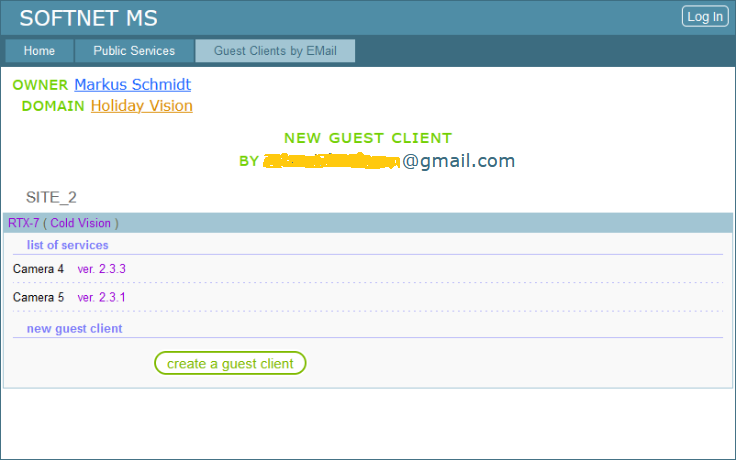 SOFTNET MS
Log In
Home Public Services Guest Clients by EMail
OWNER Markus Schmidt
DOMAIN Holiday Vision
NEW GUEST CLIENT
BY @gmail.com
SITE_2
RTX-7 ( Cold Vision )
list of services
Camera 4 ver. 2.3.3
Camera 5 ver. 2.3.1
new guest client
create a guest client